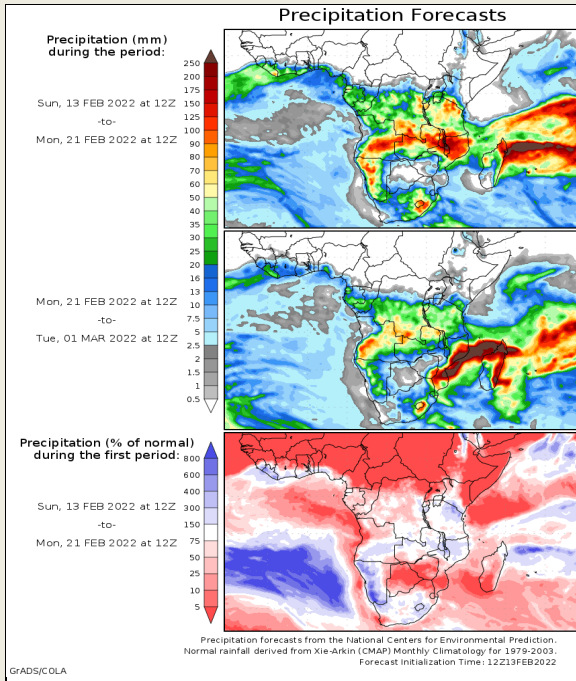 Precipitation Forecasts
Precipitation (mm)
during the period:
Sun, 13 FEB 2022 at 12Z
-to-
Mon, 21 FEB 2022 at 12Z
250
200
175
150
125
100
90
80
70
60
50
40
35
30
25
20
16
13
10
7.5
5
2.5
2
1.5
1
0.5
Mon, 21 FEB 2022 at 12Z
-to-
Tue, 01 MAR 2022 at 12Z
Precipitation (% of normal)
during the first period:
Sun, 13 FEB 2022 at 12Z
-to-
Mon, 21 FEB 2022 at 12Z
800
600
400
300
150
75
50
25
10
5
Precipitation forecasts from the National Centers for Environmental Prediction.
Normal rainfall derived from Xie-Arkin (CMAP) Monthly Climatology for 1979-2003.
Forecast Initialization Time: 12Z13FEB2022
GrADS/COLA